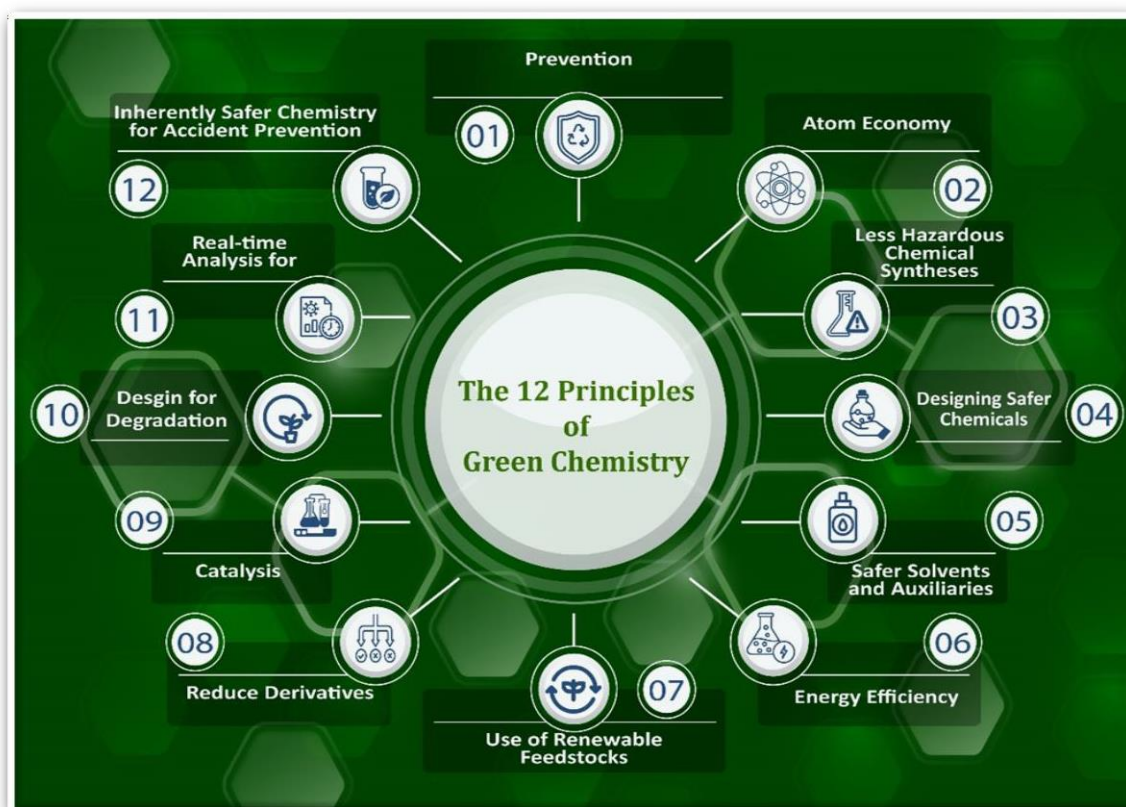 The 12 Principles
of
Green Chemistry
Prevention
01
Atom Economy
02
Less Hazardous
Chemical
Syntheses
03
Designing Safer
Chemicals
04
05
Safer Solvents
and Auxiliaries
06
Energy Efficiency
07
Use of Renewable
Feedstocks
08
Reduce Derivatives
09
Catalysis
10
Desgin for
Degradation
11
Real-time
Analysis for
12
Inherently Safer Chemistry
for Accident Prevention